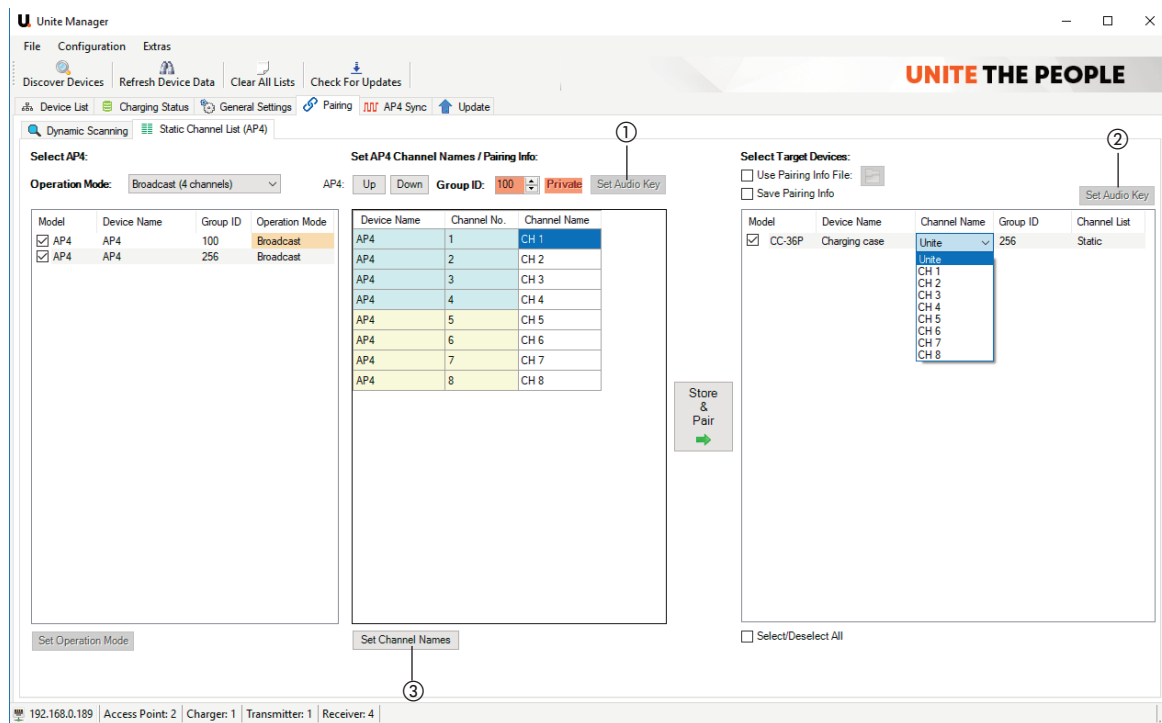 Unite Manager
File Configuration Extras
Discover Devices Refresh Device Data Clear All Lists Check For Updates
UNITE THE PEOPLE
Device List Charging Status General Settings Pairing AP4 Sync Update
Dynamic Scanning Static Channel List (AP4)
1
2
Select AP4:
Operation Mode: Broadcast (4 channels)
Model Device Name Group ID Operation Mode
AP4 AP4 100 Broadcast
AP4 AP4 256 Broadcast
Set Operation Mode
Set AP4 Channel Names / Pairing Info:
AP4: Up Down Group ID: 100 Private Set Audio Key
Device Name Channel No. Channel Name
AP4 1 CH 1
AP4 2 CH 2
AP4 3 CH 3
AP4 4 CH 4
AP4 5 CH 5
AP4 6 CH 6
AP4 7 CH 7
AP4 8 CH 8
Set Channel Names
3
Store
&
Pair
Select Target Devices:
Use Pairing Info File:
Save Pairing Info
Set Audio Key
Model Device Name Channel Name Group ID Channel List
CC-36P Charging case Unite 256 Static
Unite
CH 1
CH 2
CH 3
CH 4
CH 5
CH 6
CH 7
CH 8
Select/Deselect All
192.168.0.189 Access Point: 2 Charger: 1 Transmitter: 1 Receiver: 4